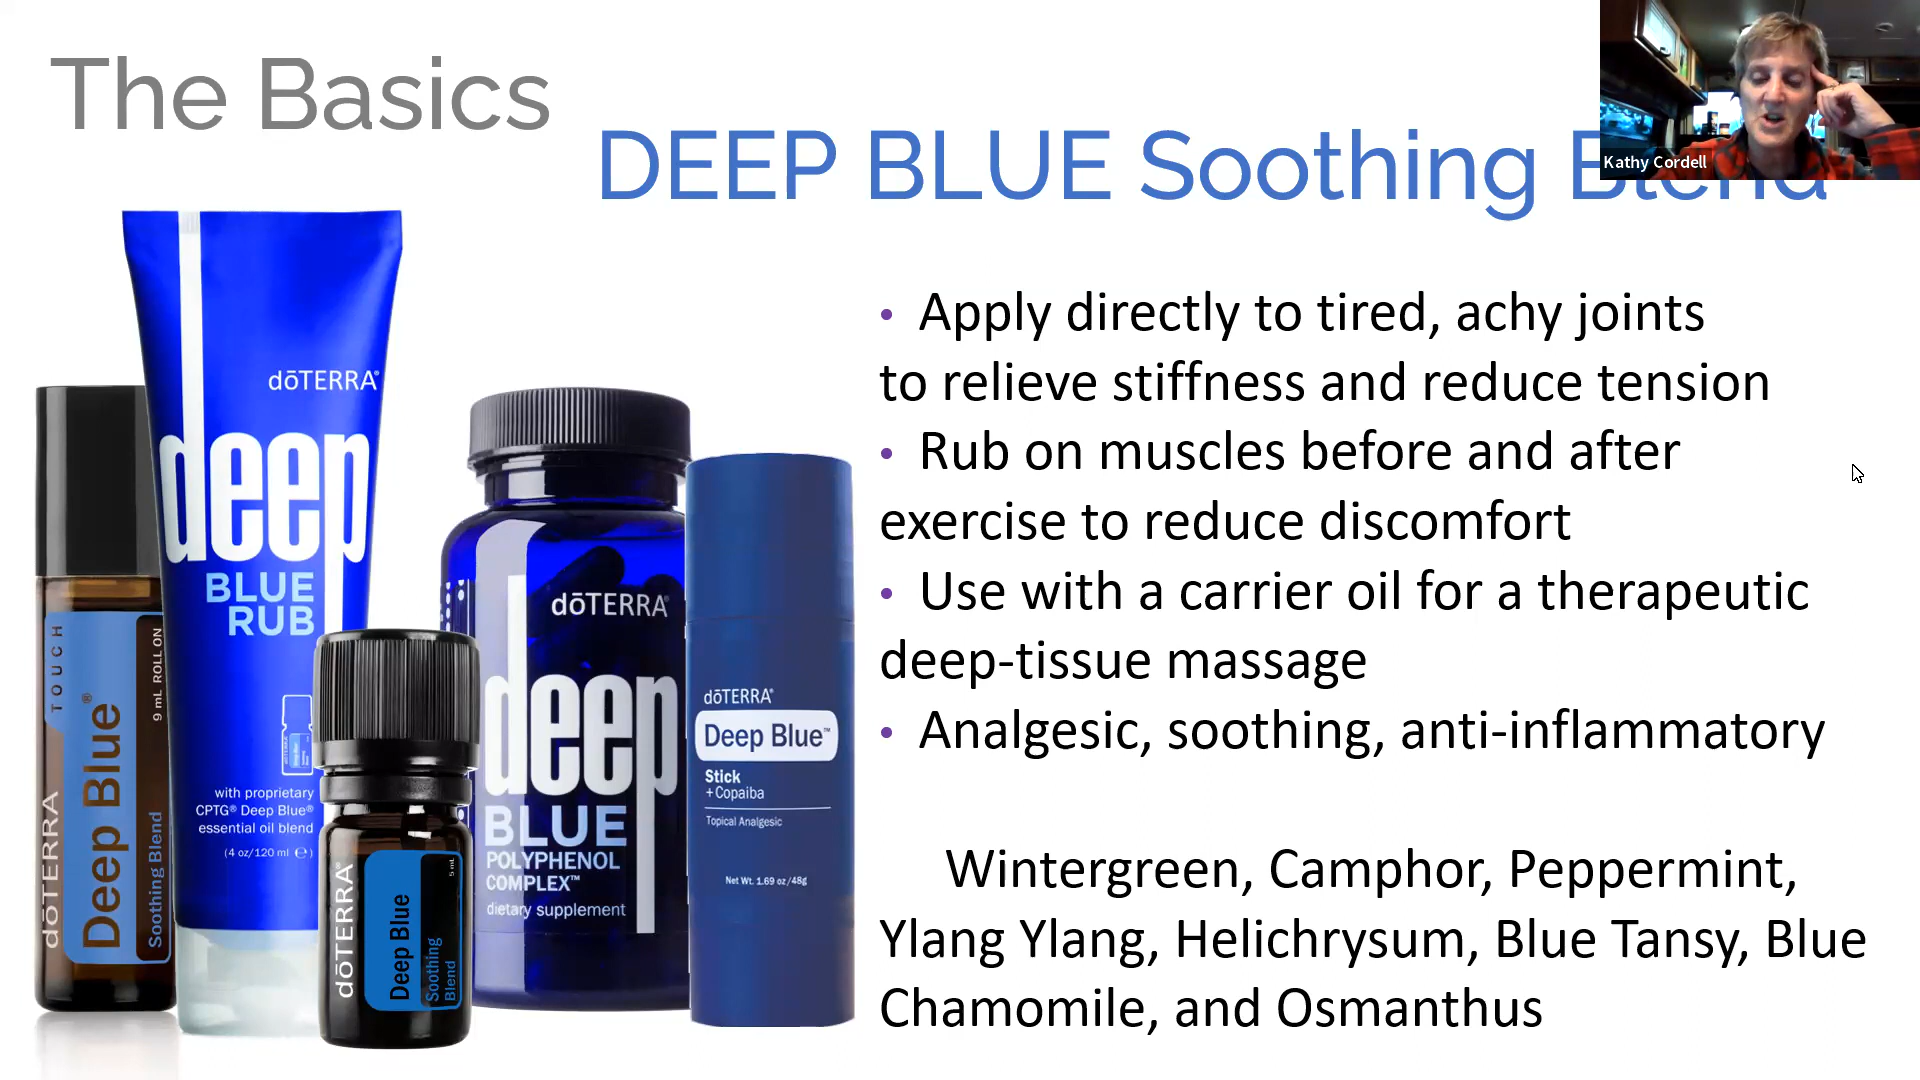 The Basics
DEEP BLUE Soothing Blend
Kathy Cordell
• Apply directly to tired, achy joints
to relieve stiffness and reduce tension
• Rub on muscles before and after
exercise to reduce discomfort
• Use with a carrier oil for a therapeutic
deep-tissue massage
• Analgesic, soothing, anti-inflammatory
Wintergreen, Camphor, Peppermint,
Ylang Ylang, Helichrysum, Blue Tansy, Blue
Chamomile, and Osmanthus
dōTERRA
TOUCH
Deep Blue®
Soothing Blend
9 mL ROLL ON
dōTERRA®
deep
BLUE
RUB
with proprietary
CPTG® Deep Blue®
essential oil blend
(4 oz/120 ml ℮)
dōTERRA®
Deep Blue
Soothing
Blend
5 mL
dōTERRA®
deep
BLUE
POLYPHENOL
COMPLEX™
dietary supplement
dōTERRA®
Deep Blue™
Stick
+ Copaiba
Topical Analgesic
Net Wt. 1.69 oz/48g